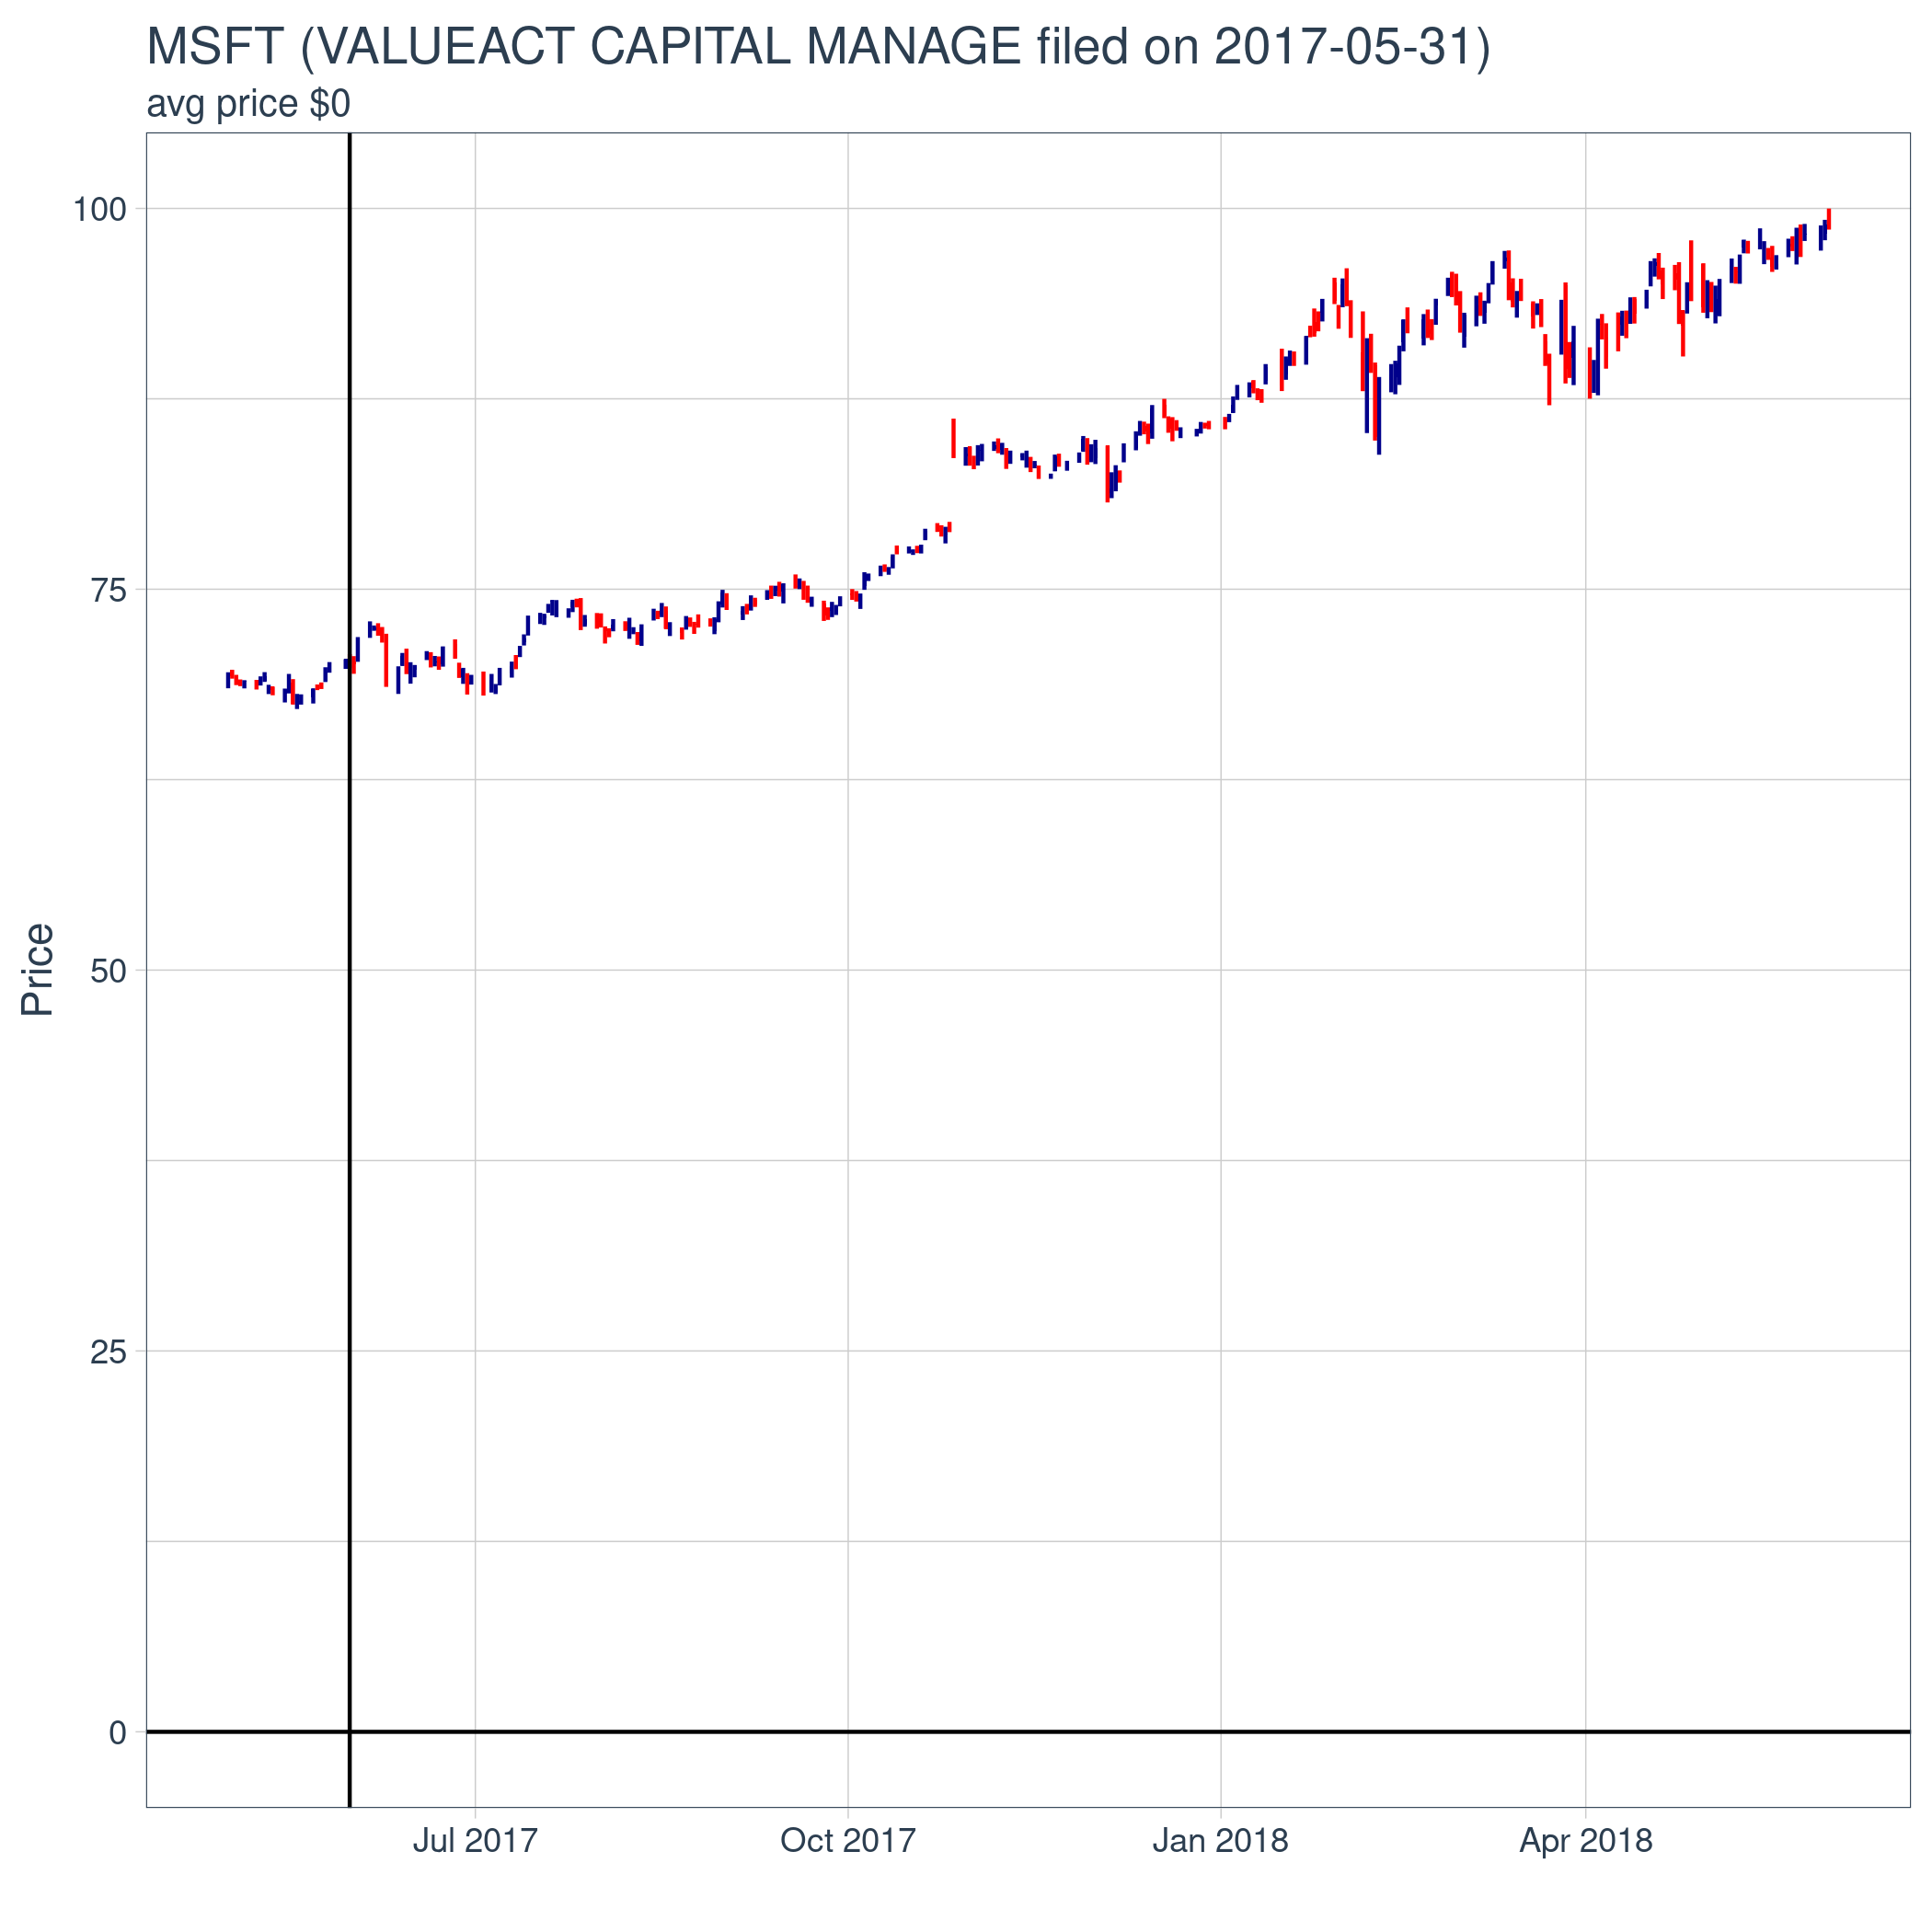 MSFT (VALUEACT CAPITAL MANAGE filed on 2017-05-31)
avg price $0
100
75
50
25
0
Price
Jul 2017
Oct 2017
Jan 2018
Apr 2018